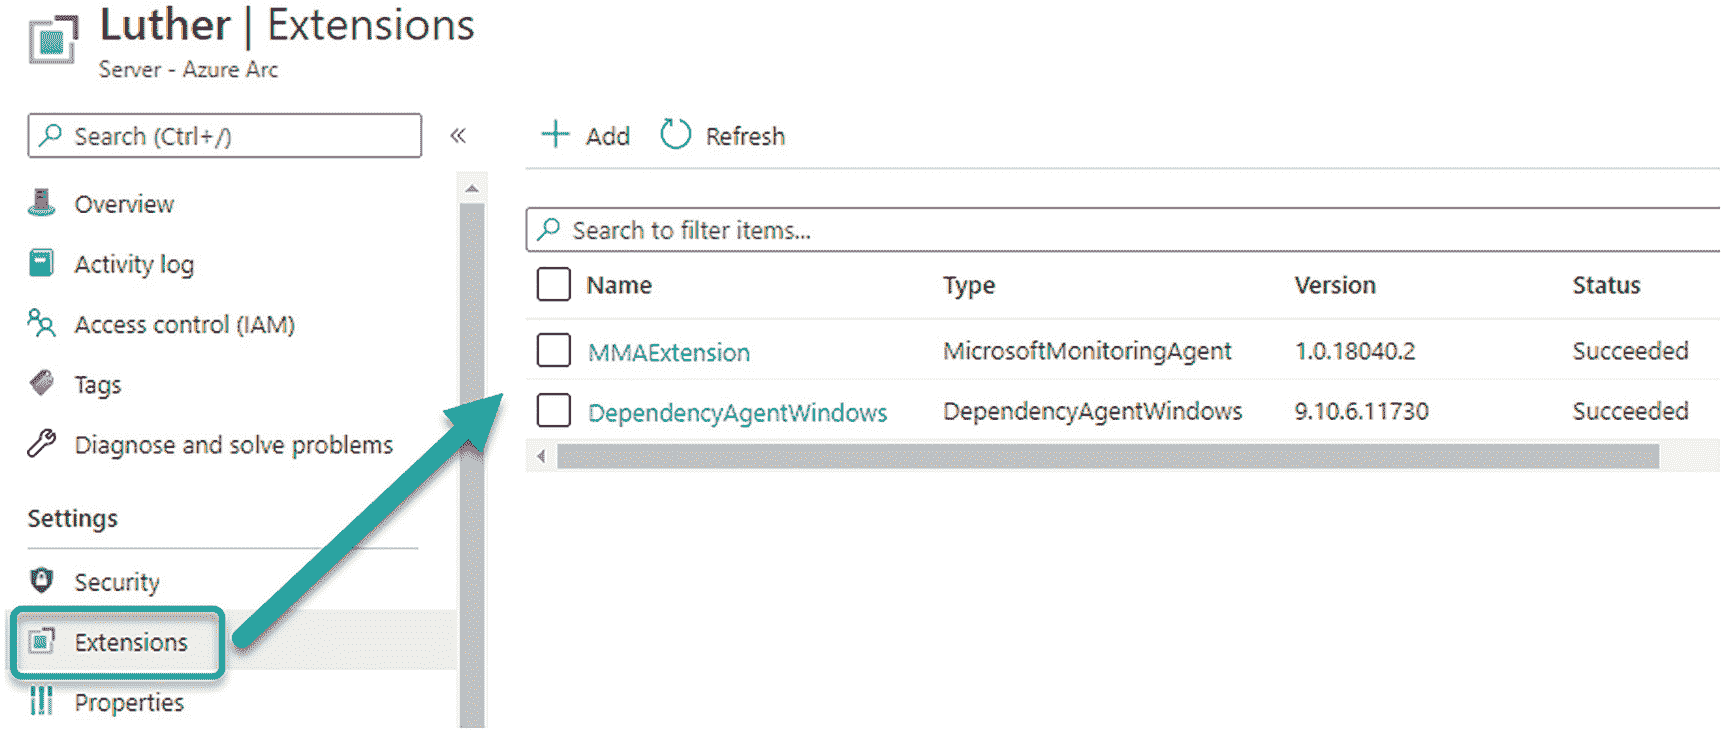 Luther | Extensions
Server - Azure Arc
Search (Ctrl+/)
«
Overview
Activity log
Access control (IAM)
Tags
Diagnose and solve problems
Settings
Security
Extensions
Properties
Add Refresh
Search to filter items...
Name Type Version Status
MMAExtension MicrosoftMonitoringAgent 1.0.18040.2 Succeeded
DependencyAgentWindows DependencyAgentWindows 9.10.6.11730 Succeeded